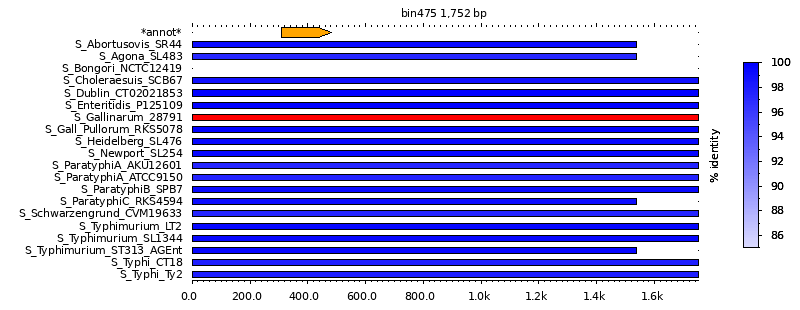 bin475 1,752 bp
*annot*
S_Abortusovis_SR44
S_Agona_SL483
S_Bongori_NCTC12419
S_Choleraesuis_SCB67
S_Dublin_CT02021853
S_Enteritidis_P125109
S_Gallinarum_28791
S_Gall_Pullorum_RKS5078
S_Heidelberg_SL476
S_Newport_SL254
S_ParatyphiA_AKU12601
S_ParatyphiA_ATCC9150
S_ParatyphiB_SPB7
S_ParatyphiC_RKS4594
S_Schwarzengrund_CVM19633
S_Typhimurium_LT2
S_Typhimurium_SL1344
S_Typhimurium_ST313_AGEnt
S_Typhi_CT18
S_Typhi_Ty2
0.0 200.0 400.0 600.0 800.0 1.0k 1.2k 1.4k 1.6k
% identity
100
98
96
94
92
90
88
86